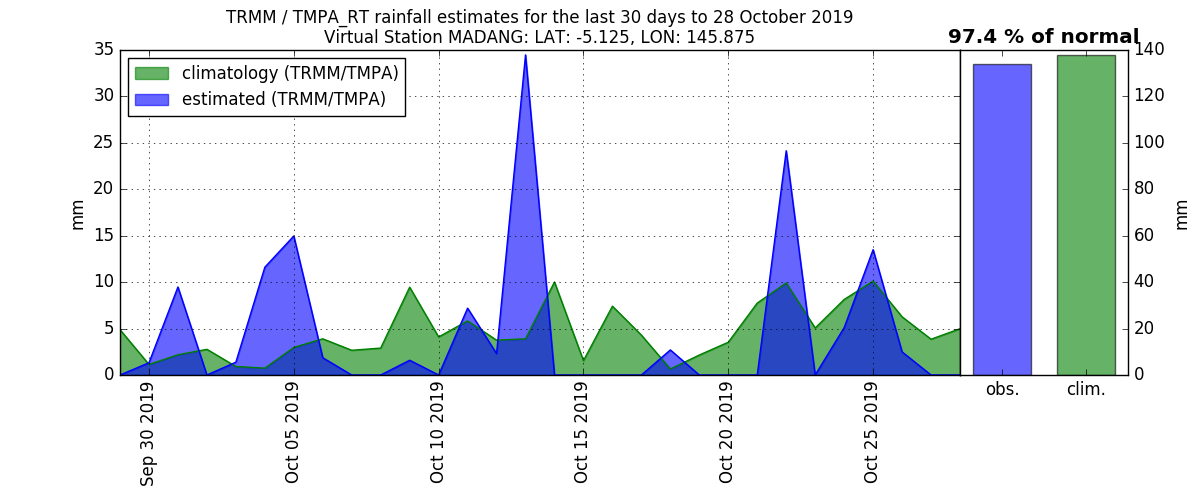 TRMM / TMPA_RT rainfall estimates for the last 30 days to 28 October 2019
Virtual Station MADANG: LAT: -5.125, LON: 145.875
97.4 % of normal
climatology (TRMM/TMPA)
estimated (TRMM/TMPA)
35
30
25
20
15
10
5
0
mm
Sep 30 2019
Oct 05 2019
Oct 10 2019
Oct 15 2019
Oct 20 2019
Oct 25 2019
obs.
clim.
140
120
100
80
60
40
20
0
mm